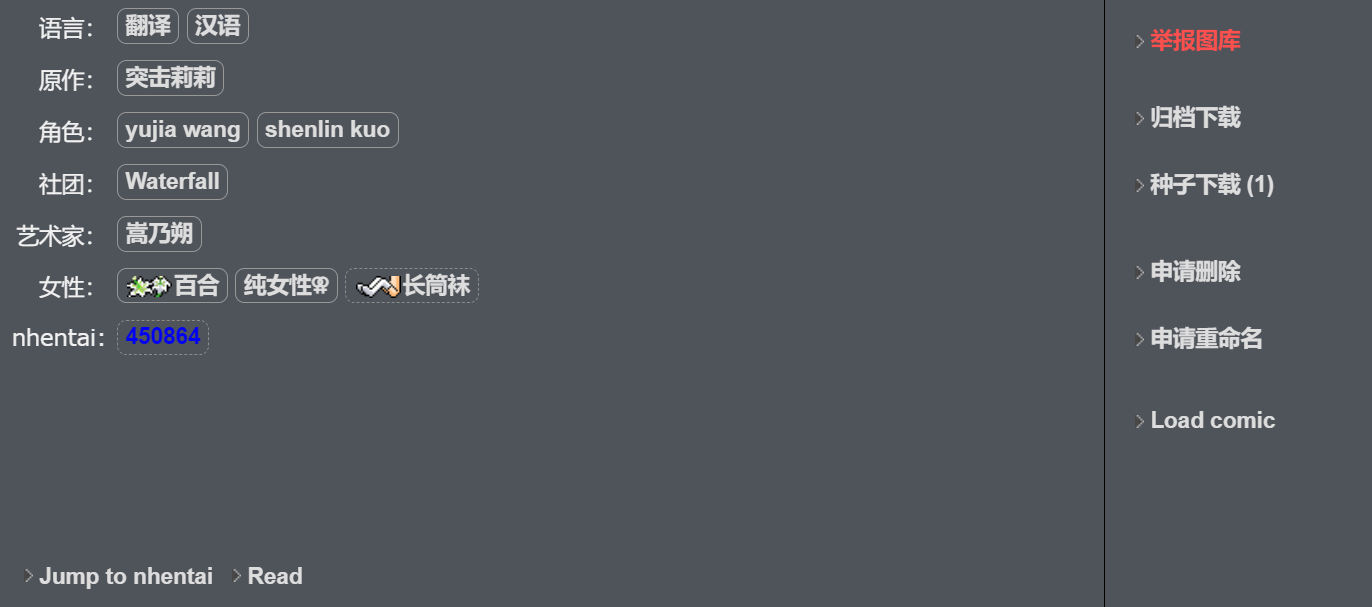 语言： 翻译 汉语
原作： 突击莉莉
角色： yujia wang shenlin kuo
社团： Waterfall
艺术家： 嵩乃朔
女性： 百合 纯女性⚢ 长筒袜
nhentai： 450864
Jump to nhentai Read
举报图库
归档下载
种子下载 (1)
申请删除
申请重命名
Load comic